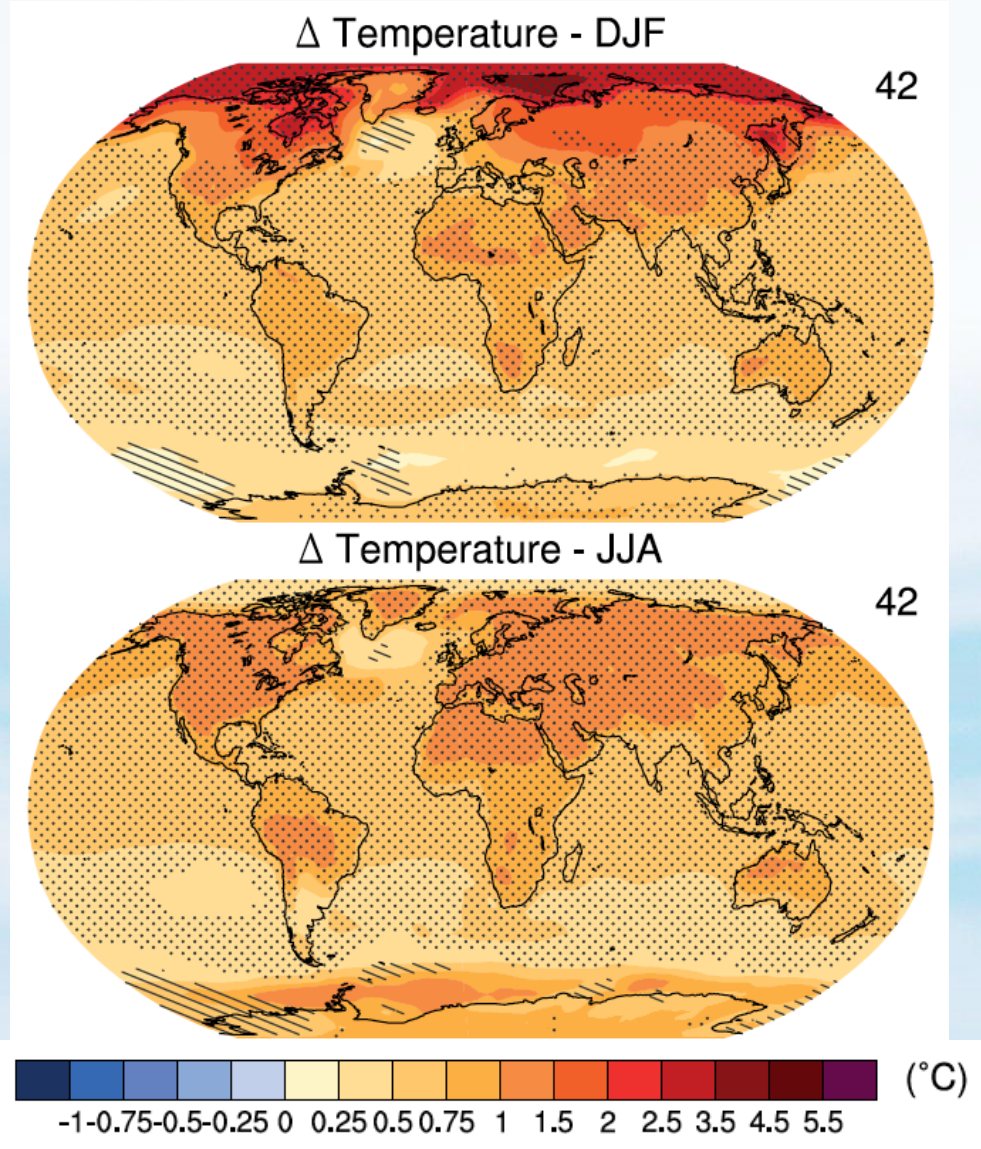 Δ Temperature - DJF
42
Δ Temperature - JJA
42
(°C)
-1-0.75-0.5-0.25 0 0.25 0.5 0.75 1 1.5 2 2.5 3.5 4.5 5.5